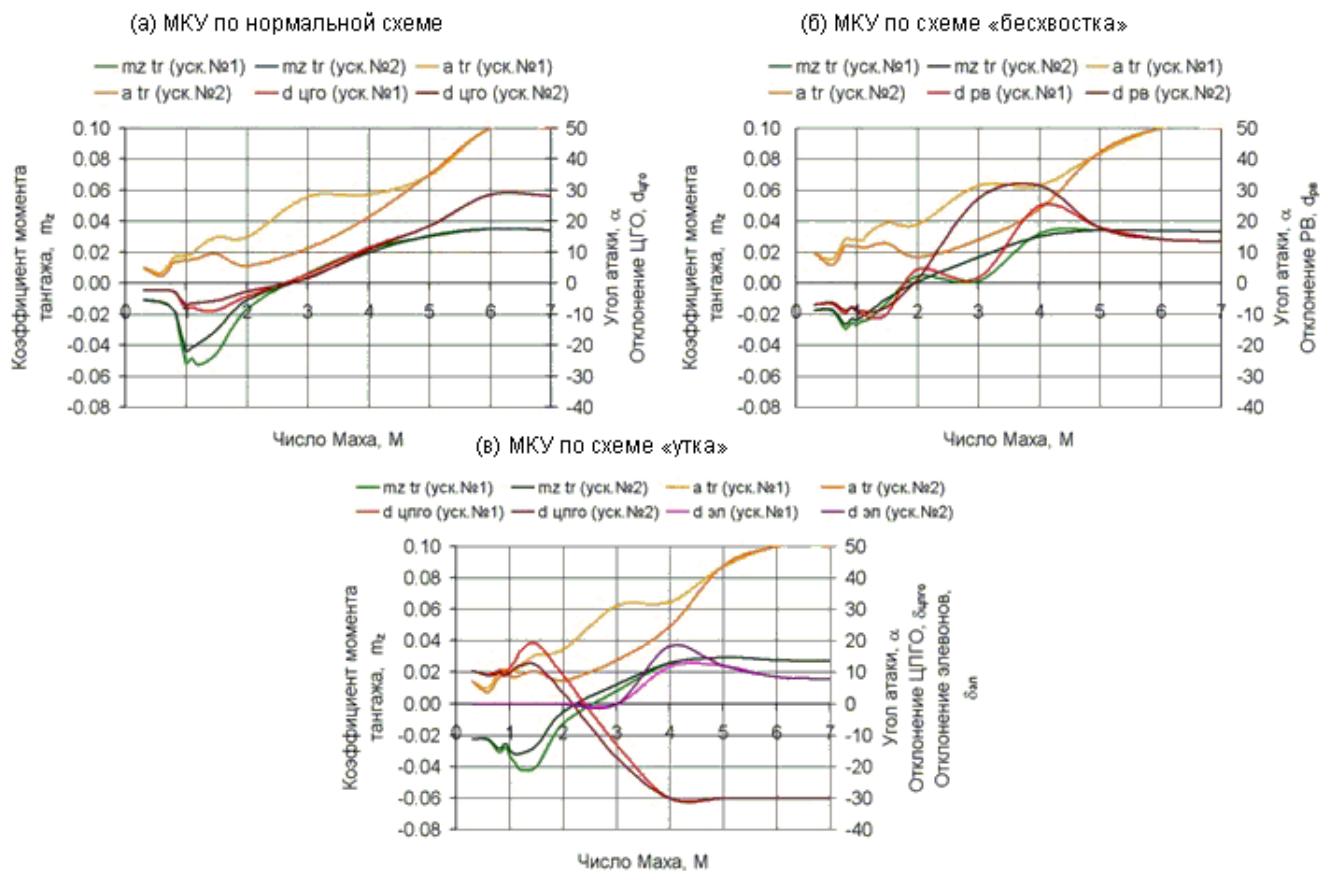 (а) МКУ по нормальной схеме
mz tr (уск.№1) mz tr (уск.№2) a tr (уск.№1)
a tr (уск.№2) d цго (уск.№1) d цго (уск.№2)
0.10
0.08
0.06
0.04
0.02
0.00
-0.02
-0.04
-0.06
-0.08
Коэффициент момента
тангажа, mz
0 1 2 3 4 5 6 7
50
40
30
20
10
0
-10
-20
-30
-40
Угол атаки, α
Отклонение ЦГО, dцго
Число Маха, М
(б) МКУ по схеме «бесхвостка»
mz tr (уск.№1) mz tr (уск.№2) a tr (уск.№1)
a tr (уск.№2) d рв (уск.№1) d рв (уск.№2)
0.10
0.08
0.06
0.04
0.02
0.00
-0.02
-0.04
-0.06
-0.08
Коэффициент момента
тангажа, mz
0 1 2 3 4 5 6 7
50
40
30
20
10
0
-10
-20
-30
-40
Угол атаки, α
Отклонение РВ, dрв
Число Маха, М
(в) МКУ по схеме «утка»
mz tr (уск.№1) mz tr (уск.№2) a tr (уск.№1) a tr (уск.№2)
d цпго (уск.№1) d цпго (уск.№2) d эл (уск.№1) d эл (уск.№2)
0.10
0.08
0.06
0.04
0.02
0.00
-0.02
-0.04
-0.06
-0.08
Коэффициент момента
тангажа, mz
0 1 2 3 4 5 6 7
50
40
30
20
10
0
-10
-20
-30
-40
Угол атаки, α
Отклонение ЦПГО, δцпго
Отклонение элевонов,
δэл
Число Маха, М